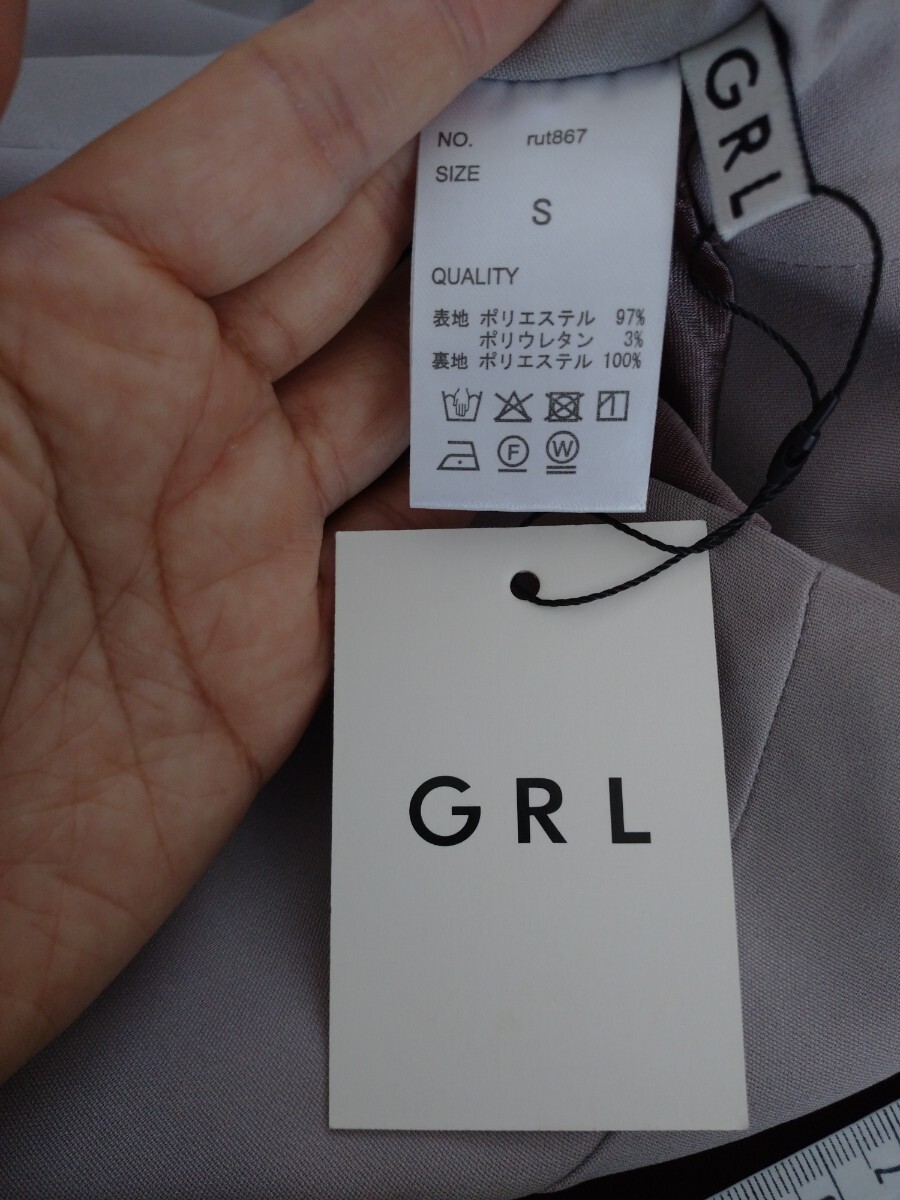 GRL
NO. rut867
SIZE
S
QUALITY
表地 ポリエステル 97%
ポリウレタン 3%
裏地 ポリエステル 100%
F W
GRL